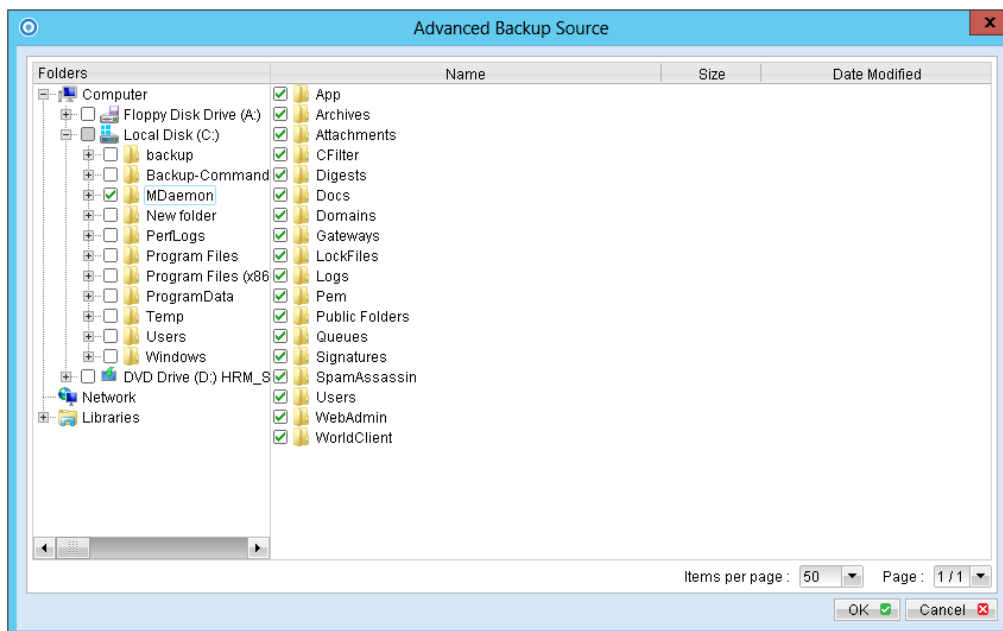 Advanced Backup Source
x
Folders
Name
Size
Date Modified
Computer
Floppy Disk Drive (A:)
Local Disk (C:)
backup
Backup-Command
MDaemon
New folder
PerfLogs
Program Files
Program Files (x86
ProgramData
Temp
Users
Windows
DVD Drive (D:) HRM_S
Network
Libraries
App
Archives
Attachments
CFilter
Digests
Docs
Domains
Gateways
LockFiles
Logs
Pem
Public Folders
Queues
Signatures
SpamAssassin
Users
WebAdmin
WorldClient
Items per page : 50
Page : 1 / 1
OK
Cancel